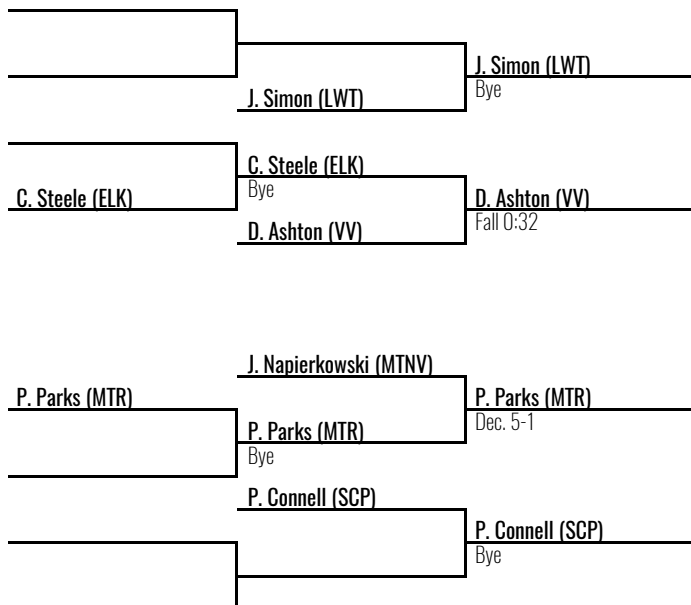 J. Simon (LWT)
J. Simon (LWT)
Bye
C. Steele (ELK)
C. Steele (ELK)
Bye
D. Ashton (VV)
D. Ashton (VV)
Fall 0:32
J. Napierkowski (MTNV)
P. Parks (MTR)
P. Parks (MTR)
Dec. 5-1
P. Parks (MTR)
Bye
P. Connell (SCP)
P. Connell (SCP)
Bye